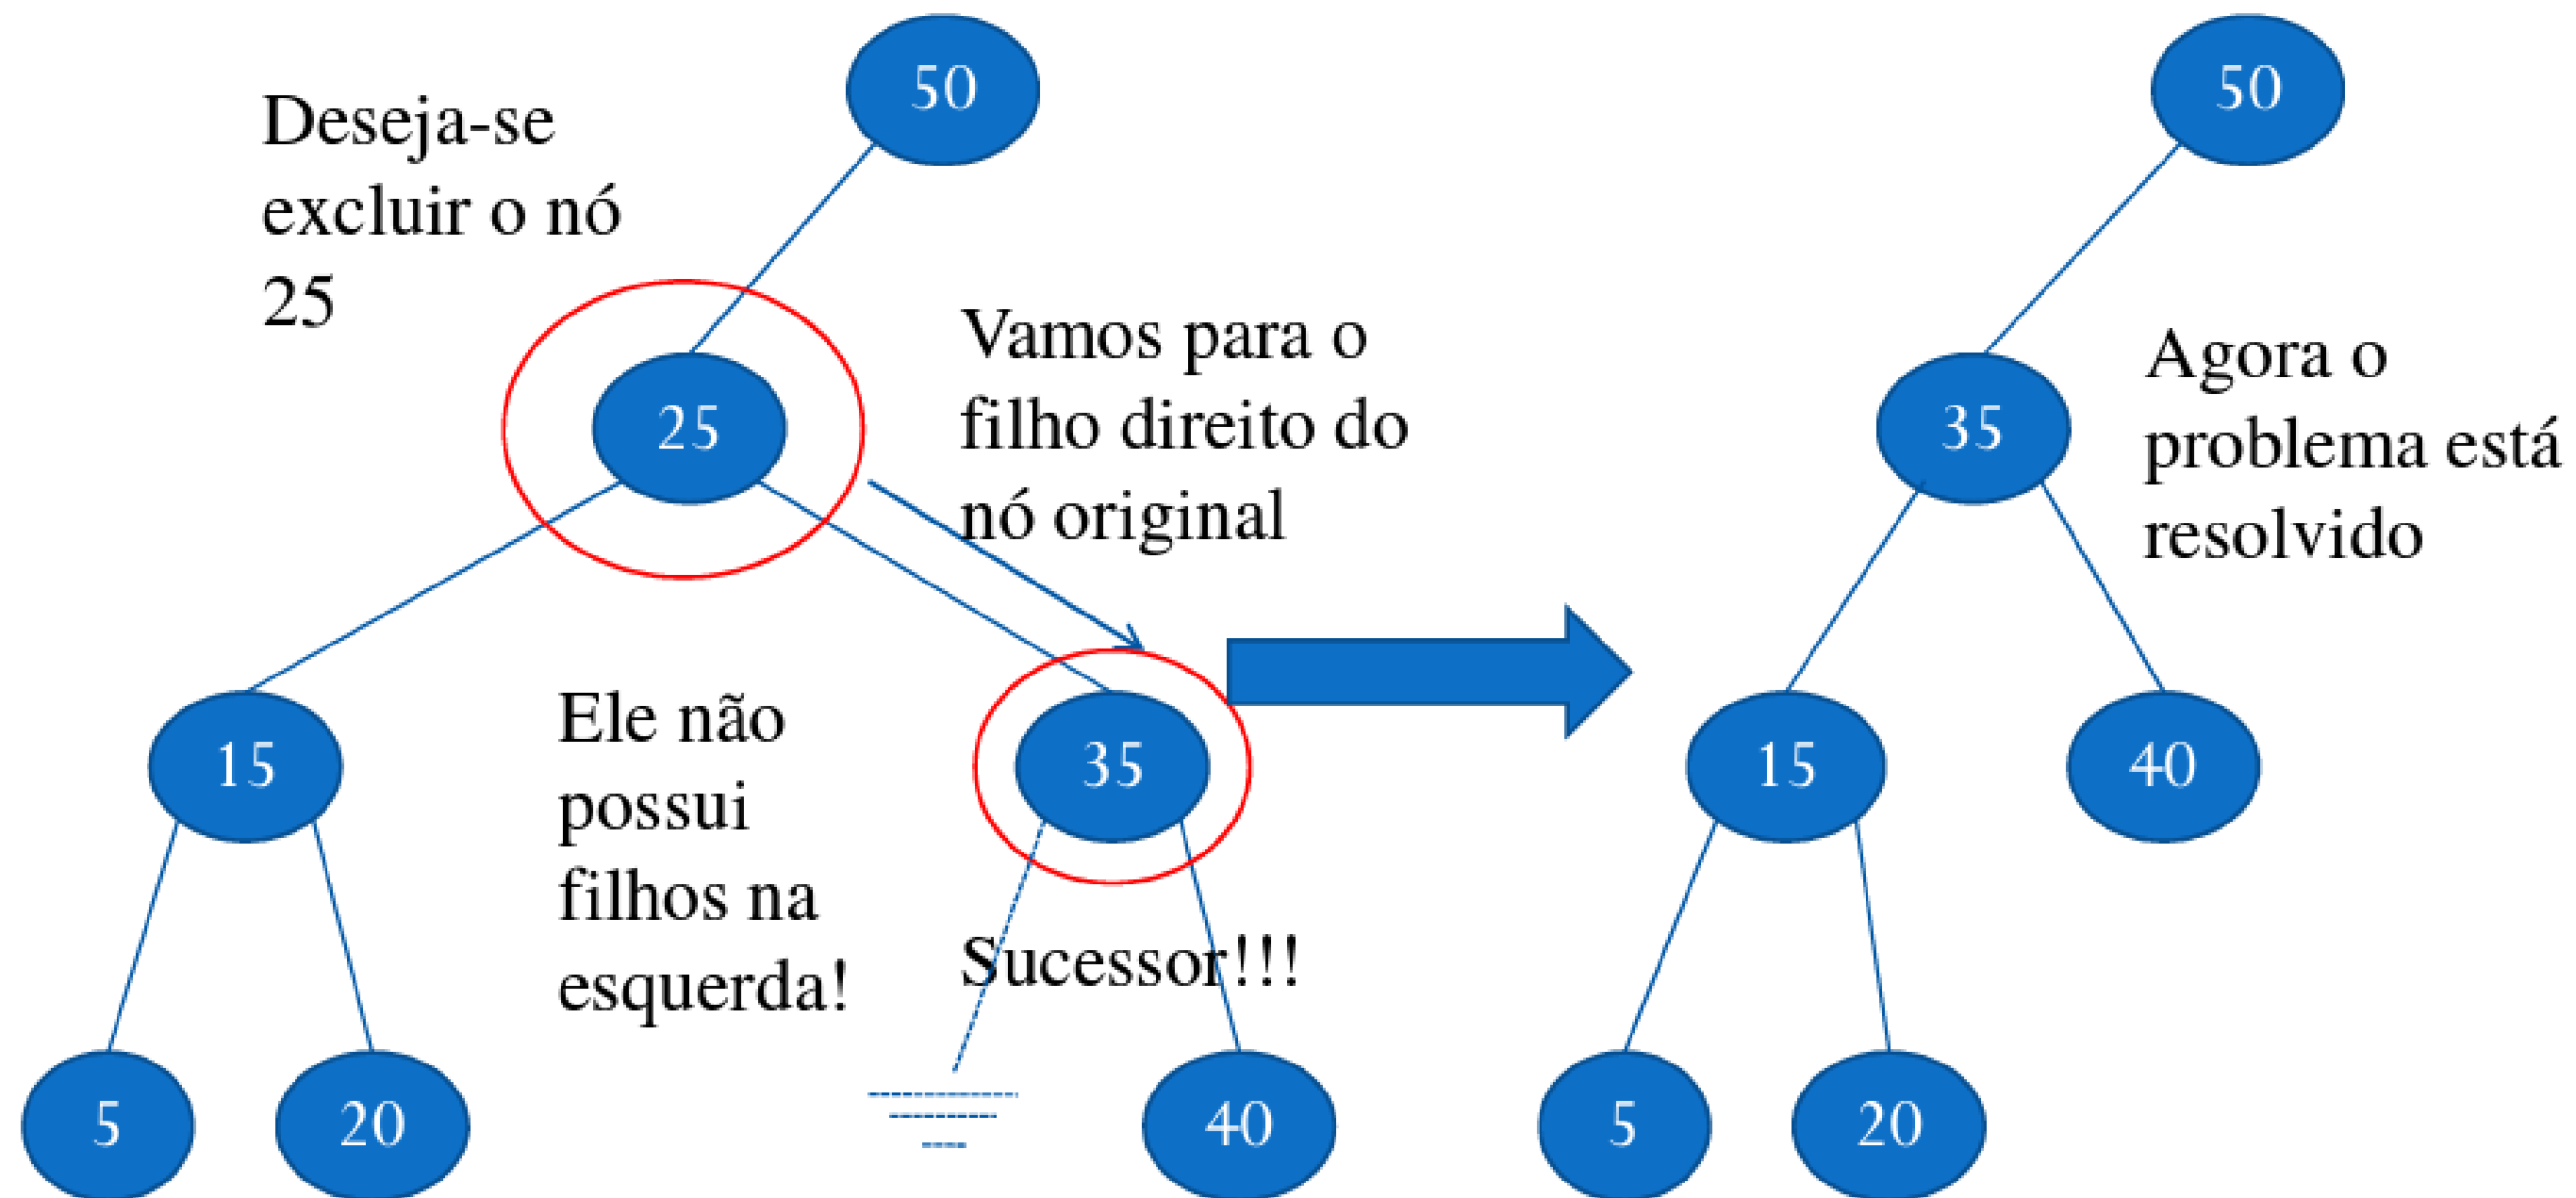 50
Deseja-se
excluir o nó
25
25
Vamos para o
filho direito do
nó original
15
Ele não
possui
filhos na
esquerda!
35
Sucessor!!!
5
20
40
50
35
Agora o
problema está
resolvido
15
40
5
20